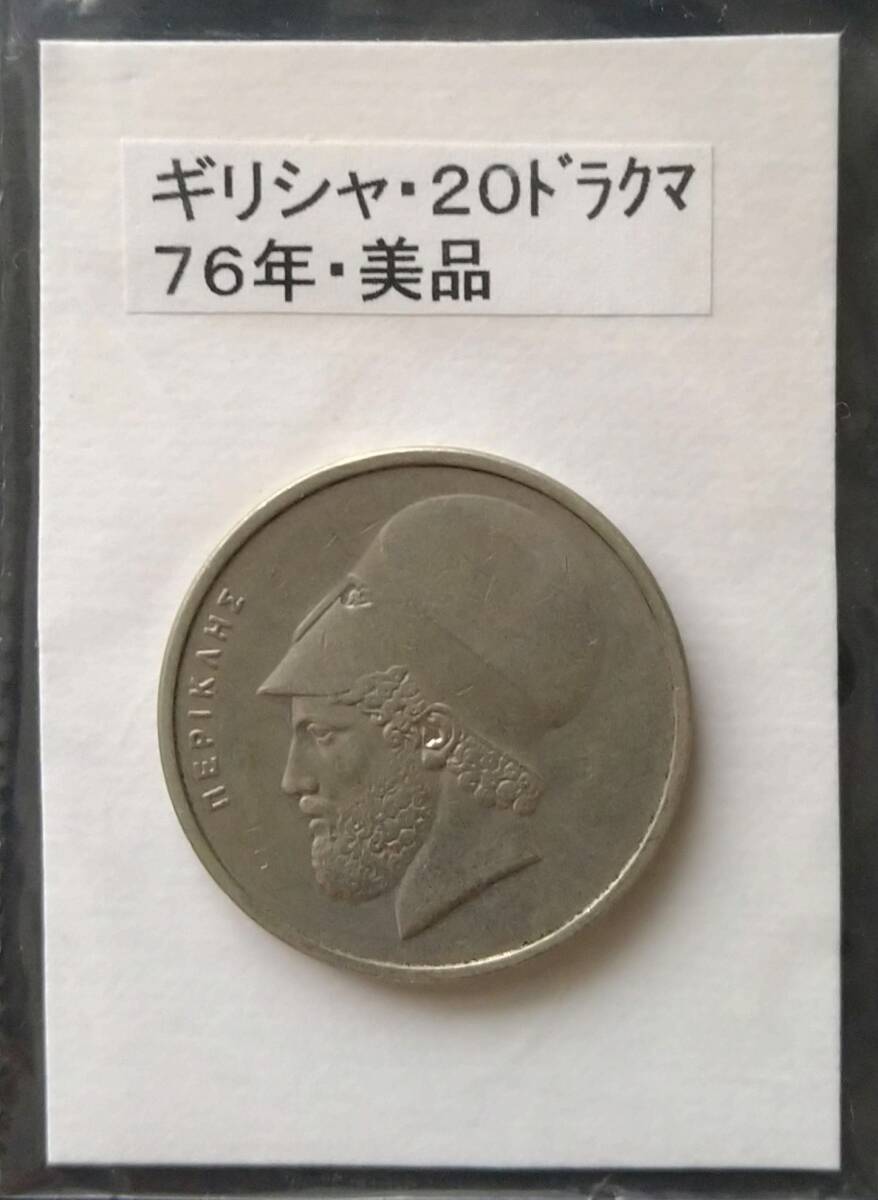 ギリシャ・２０ﾄﾞﾗｸﾏ
７６年・美品
ΠΕΡΙΚΛΗΣ